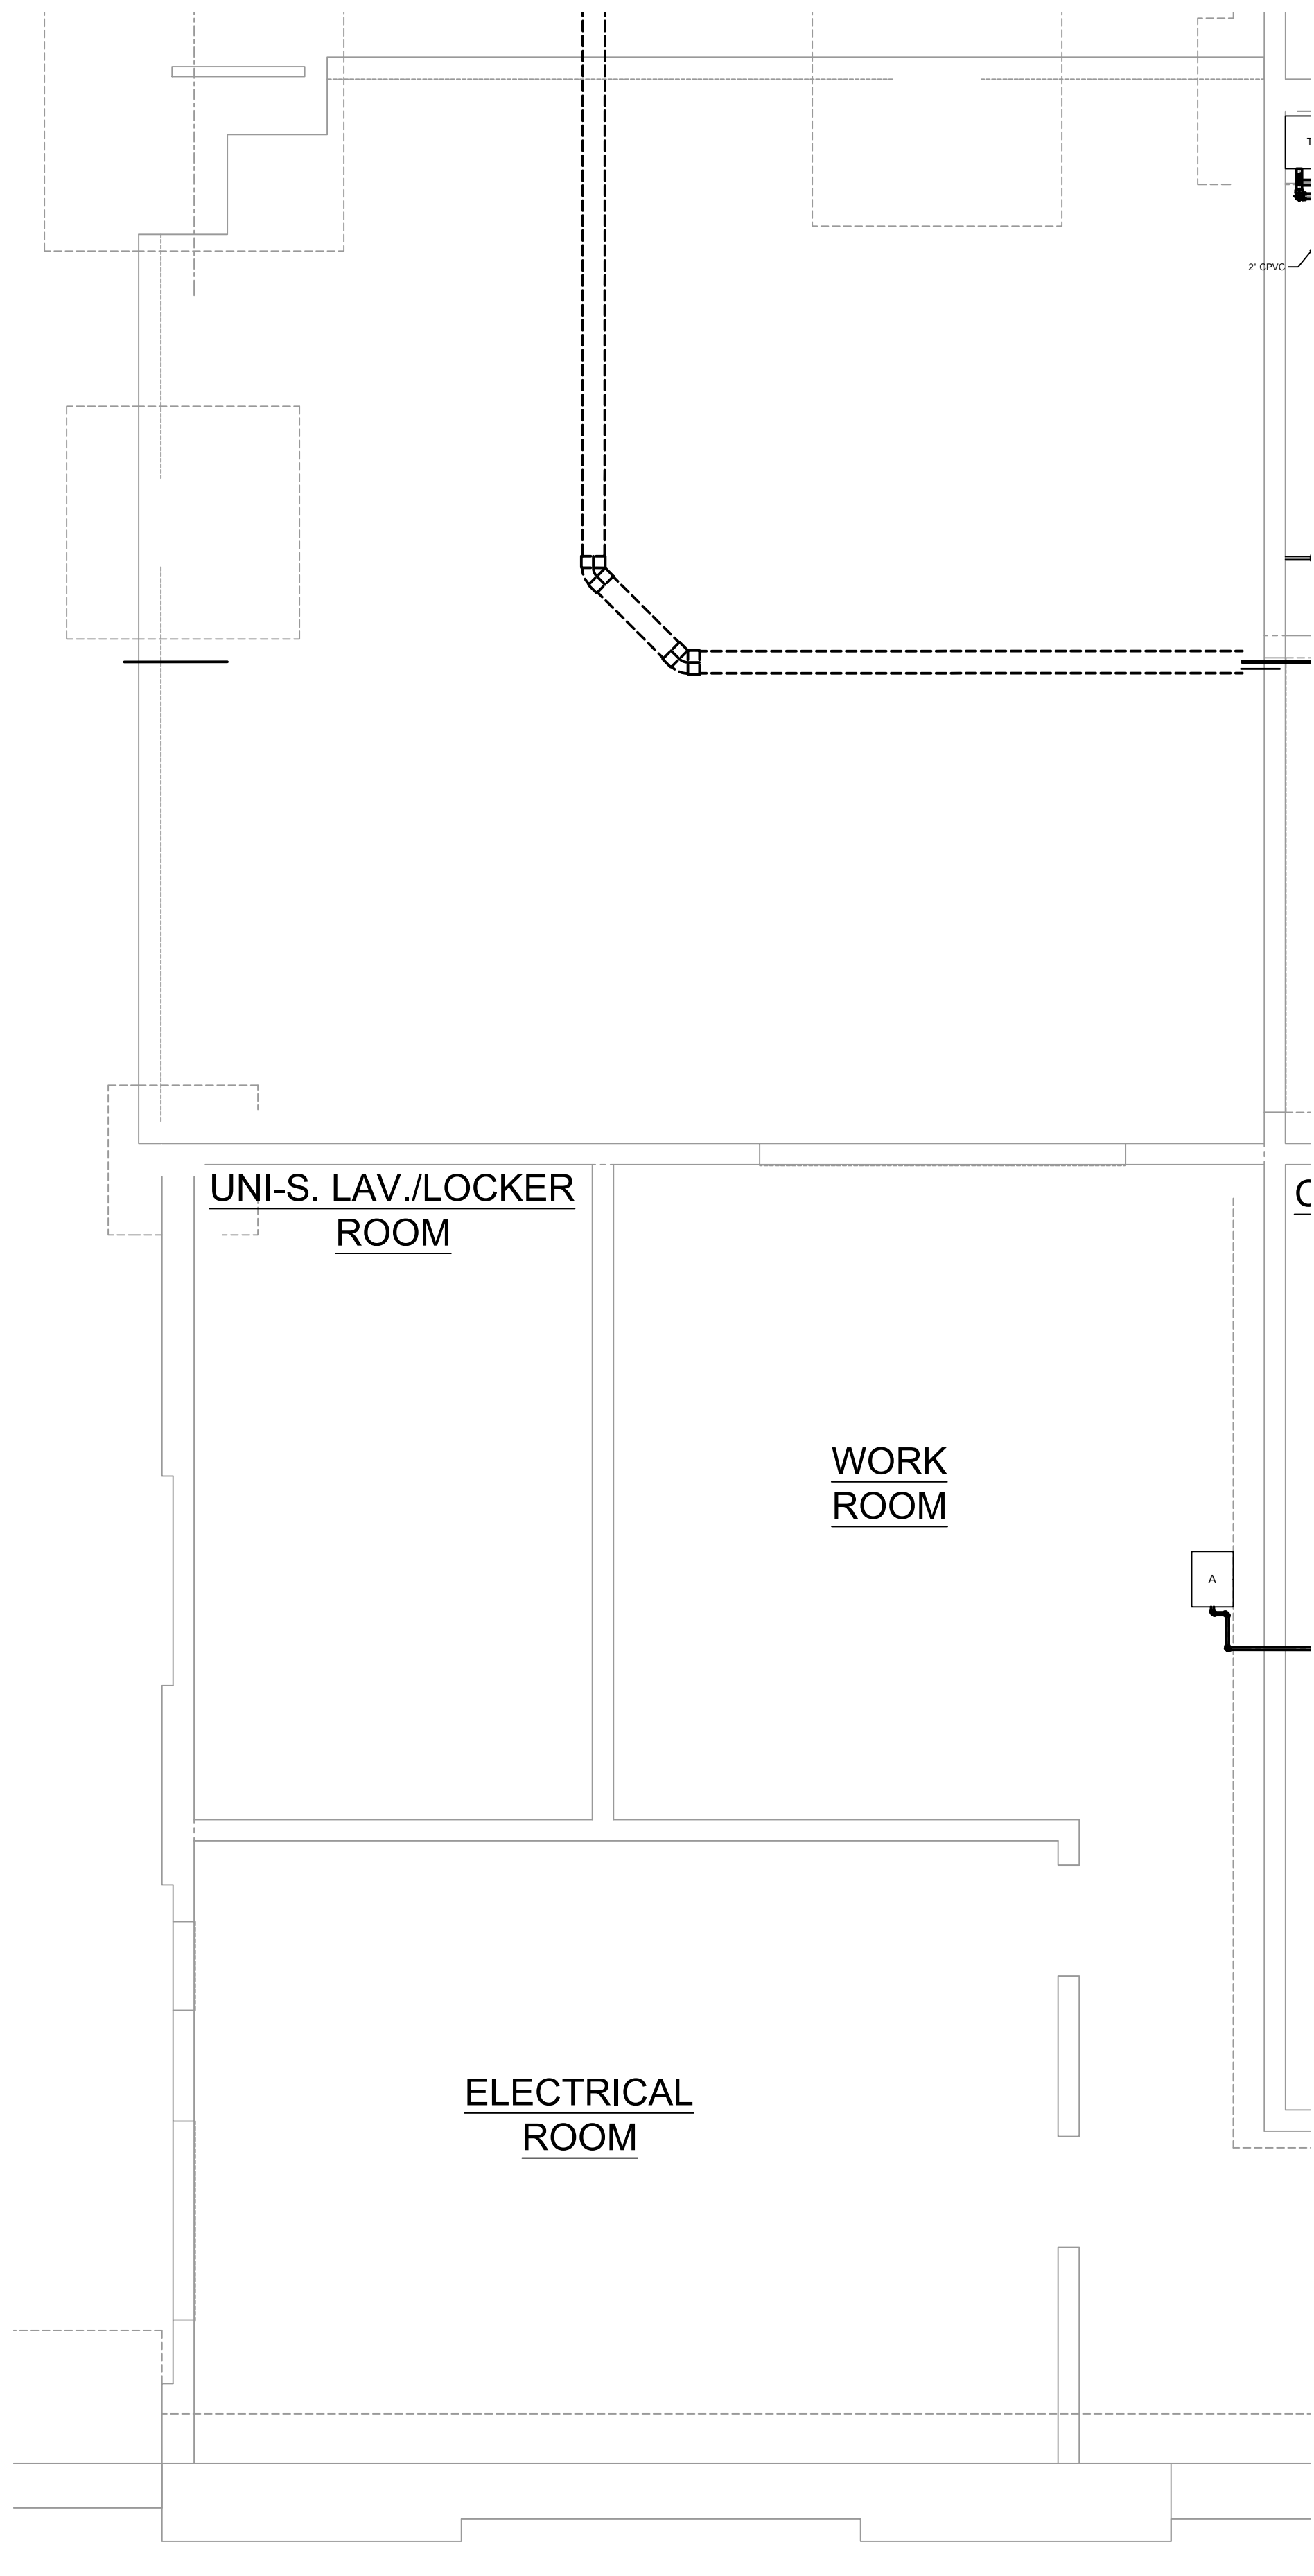 T
2" CPVC
UNI-S. LAV./LOCKER
ROOM
WORK
ROOM
A
ELECTRICAL
ROOM